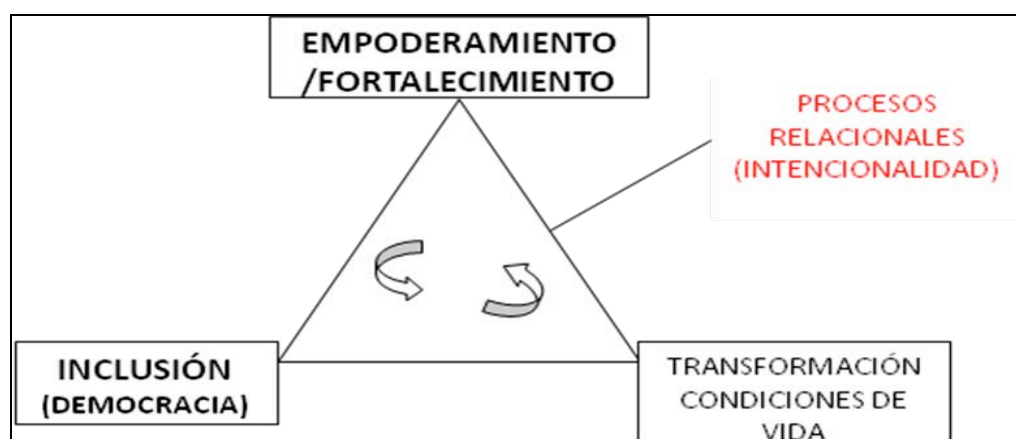 EMPODERAMIENTO
/FORTALECIMIENTO
PROCESOS
RELACIONALES
(INTENCIONALIDAD)
INCLUSIÓN
(DEMOCRACIA)
TRANSFORMACIÓN
CONDICIONES DE
VIDA